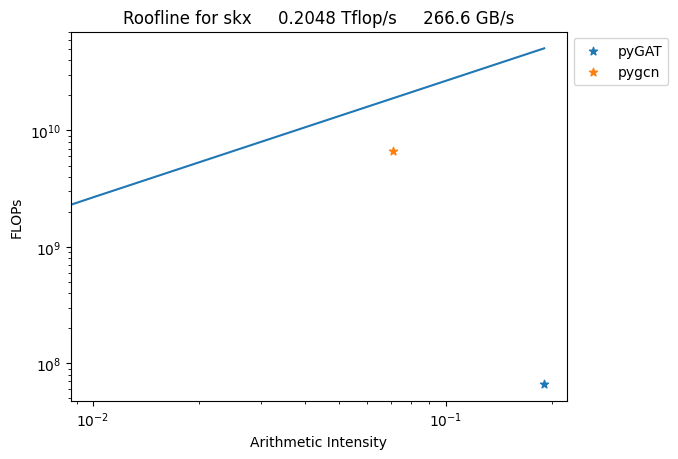 Roofline for skx 0.2048 Tflop/s 266.6 GB/s
pyGAT
pygcn
10^10
10^9
10^8
FLOPs
10^-2
10^-1
Arithmetic Intensity